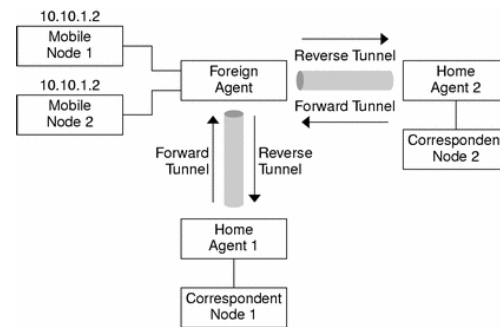 10.10.1.2
Mobile
Node 1
10.10.1.2
Mobile
Node 2
Foreign
Agent
Reverse Tunnel
Forward Tunnel
Home
Agent 2
Correspondent
Node 2
Forward
Tunnel
Reverse
Tunnel
Home
Agent 1
Correspondent
Node 1